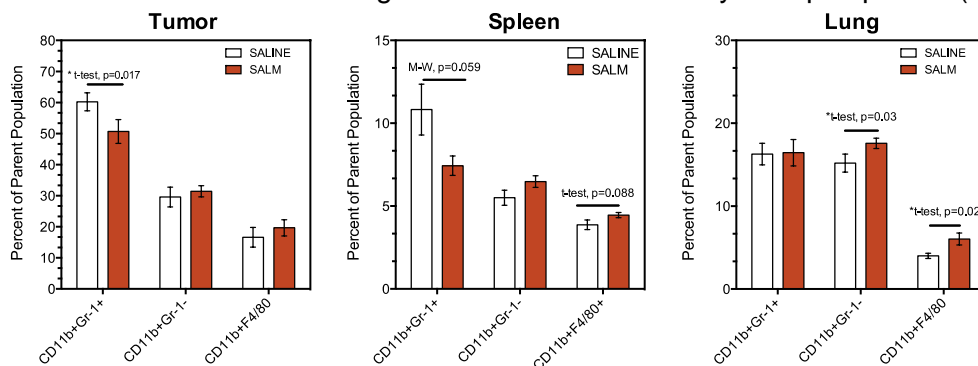 Tumor
Percent of Parent Population
80
70
60
50
40
30
20
10
0
SALINE
SALM
* t-test, p=0.017
CD11b+Gr-1+
CD11b+Gr-1-
CD11b+F4/80
Spleen
Percent of Parent Population
15
10
5
0
SALINE
SALM
M-W, p=0.059
t-test, p=0.088
CD11b+Gr-1+
CD11b+Gr-1-
CD11b+F4/80+
Lung
Percent of Parent Population
30
20
10
0
SALINE
SALM
*t-test, p=0.03
*t-test, p=0.02
CD11b+Gr-1+
CD11b+Gr-1-
CD11b+F4/80